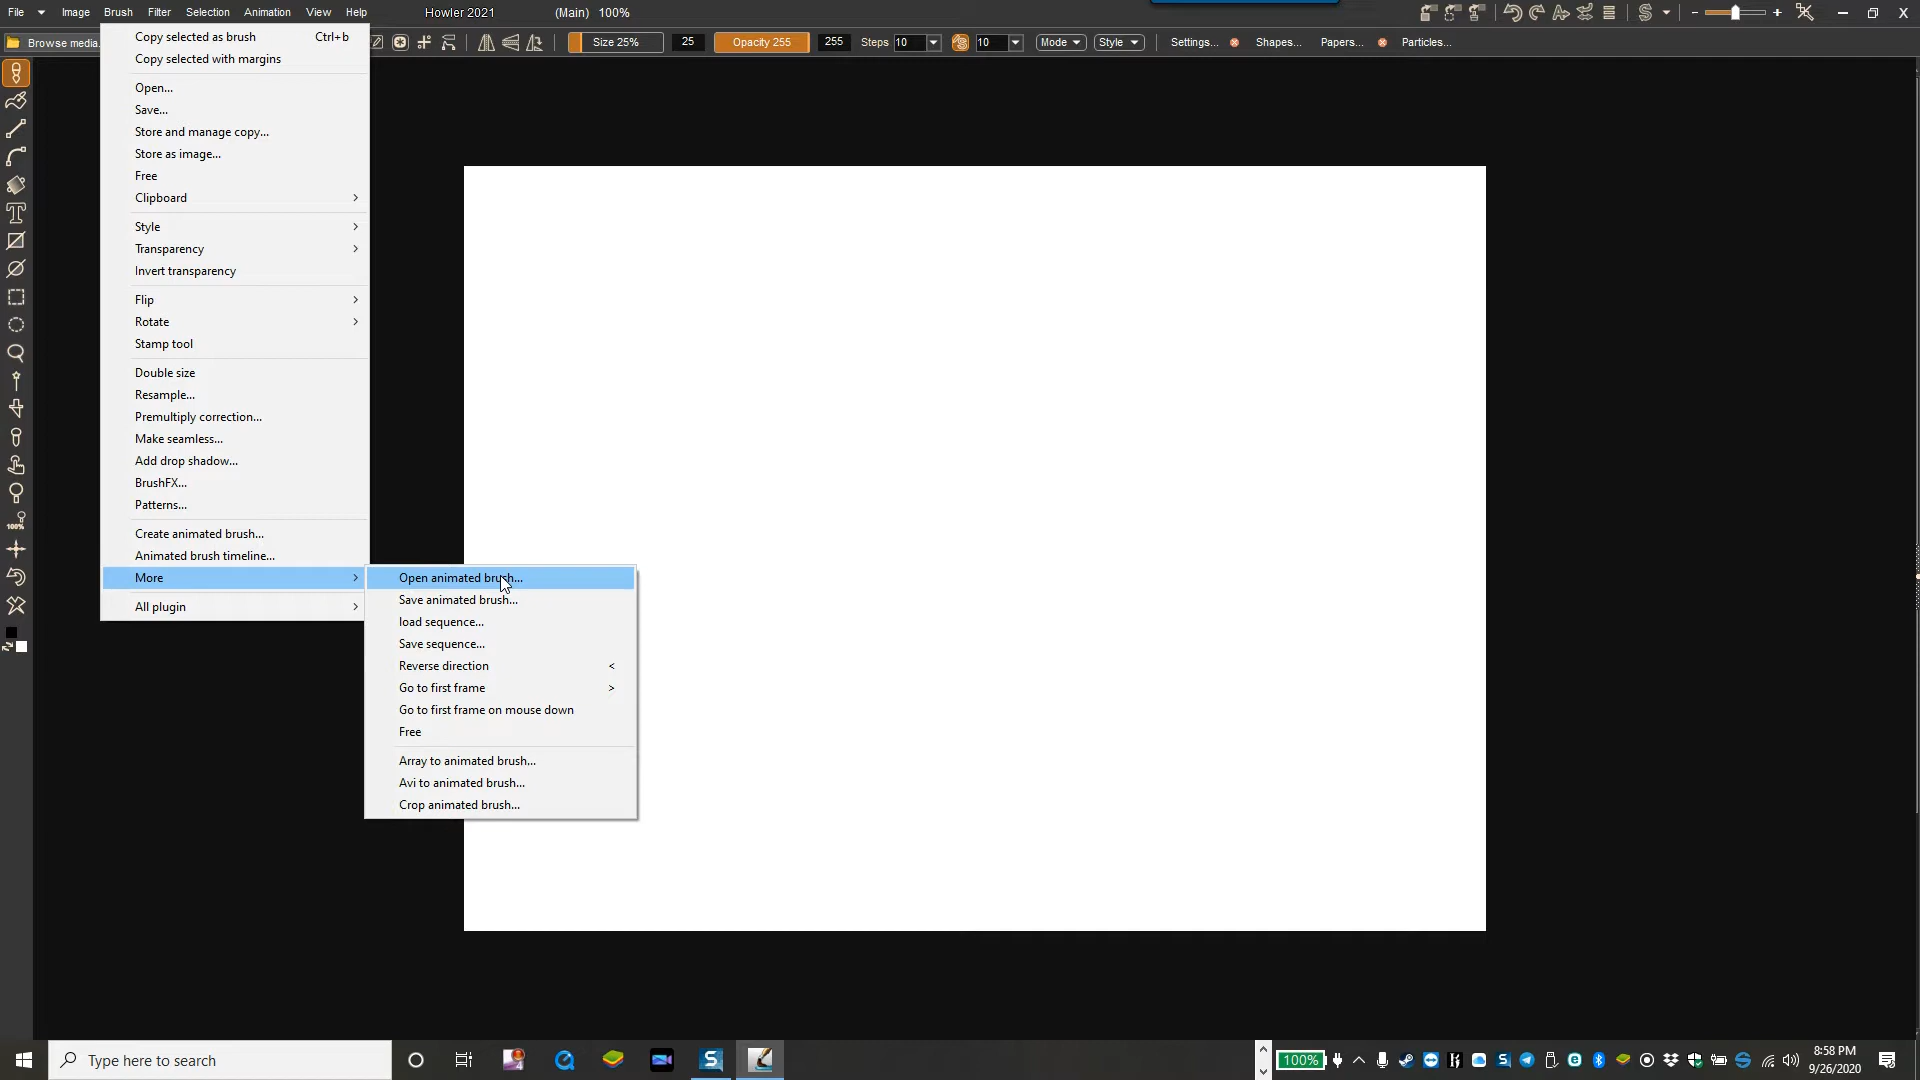 File Image Brush Filter Selection Animation View Help Howler 2021 (Main) 100%
Browse media. Size 25% 25 Opacity 255 255 Steps 10 10 Mode Style Settings... Shapes... Papers... Particles...
Copy selected as brush Ctrl+b
Copy selected with margins
Open...
Save...
Store and manage copy...
Store as image...
Free
Clipboard
Style
Transparency
Invert transparency
Flip
Rotate
Stamp tool
Double size
Resample...
Premultiply correction...
Make seamless...
Add drop shadow...
BrushFX...
Patterns...
Create animated brush...
Animated brush timeline...
More
All plugin
Open animated brush...
Save animated brush...
load sequence...
Save sequence...
Reverse direction <
Go to first frame >
Go to first frame on mouse down
Free
Array to animated brush...
Avi to animated brush...
Crop animated brush...
100%
Type here to search
100%
8:58 PM
9/26/2020